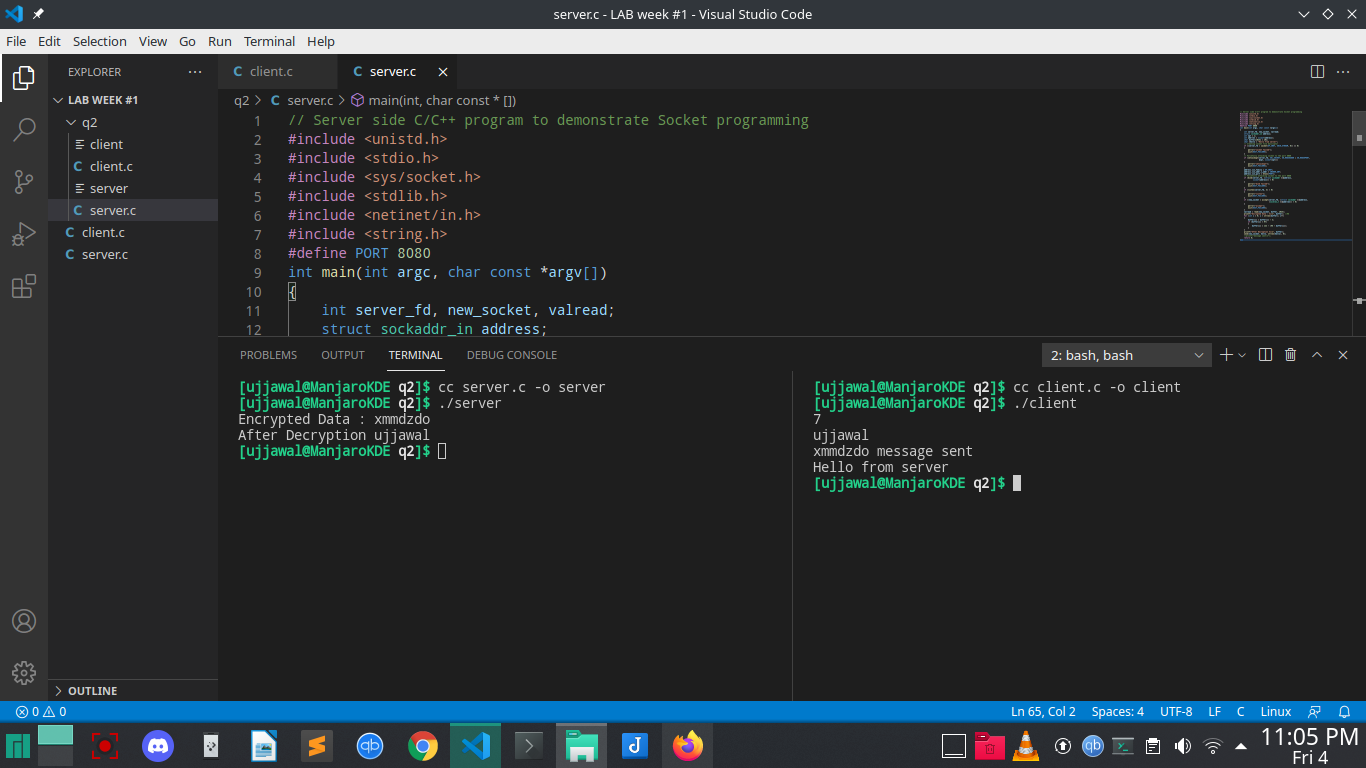 server.c - LAB week #1 - Visual Studio Code
File Edit Selection View Go Run Terminal Help
EXPLORER
LAB WEEK #1
q2
client
client.c
server
server.c
client.c
server.c
OUTLINE
client.c server.c
q2 > C server.c > main(int, char const * [])
1 // Server side C/C++ program to demonstrate Socket programming
2 #include <unistd.h>
3 #include <stdio.h>
4 #include <sys/socket.h>
5 #include <stdlib.h>
6 #include <netinet/in.h>
7 #include <string.h>
8 #define PORT 8080
9 int main(int argc, char const *argv[])
10 {
11 int server_fd, new_socket, valread;
12 struct sockaddr_in address;
PROBLEMS OUTPUT TERMINAL DEBUG CONSOLE
2: bash, bash
[ujjawal@ManjaroKDE q2]$ cc server.c -o server
[ujjawal@ManjaroKDE q2]$ ./server
Encrypted Data : xmmdzdo
After Decryption ujjawal
[ujjawal@ManjaroKDE q2]$
[ujjawal@ManjaroKDE q2]$ cc client.c -o client
[ujjawal@ManjaroKDE q2]$ ./client
7
ujjawal
xmmdzdo message sent
Hello from server
[ujjawal@ManjaroKDE q2]$
0 0
Ln 65, Col 2 Spaces: 4 UTF-8 LF C Linux
11:05 PM
Fri 4